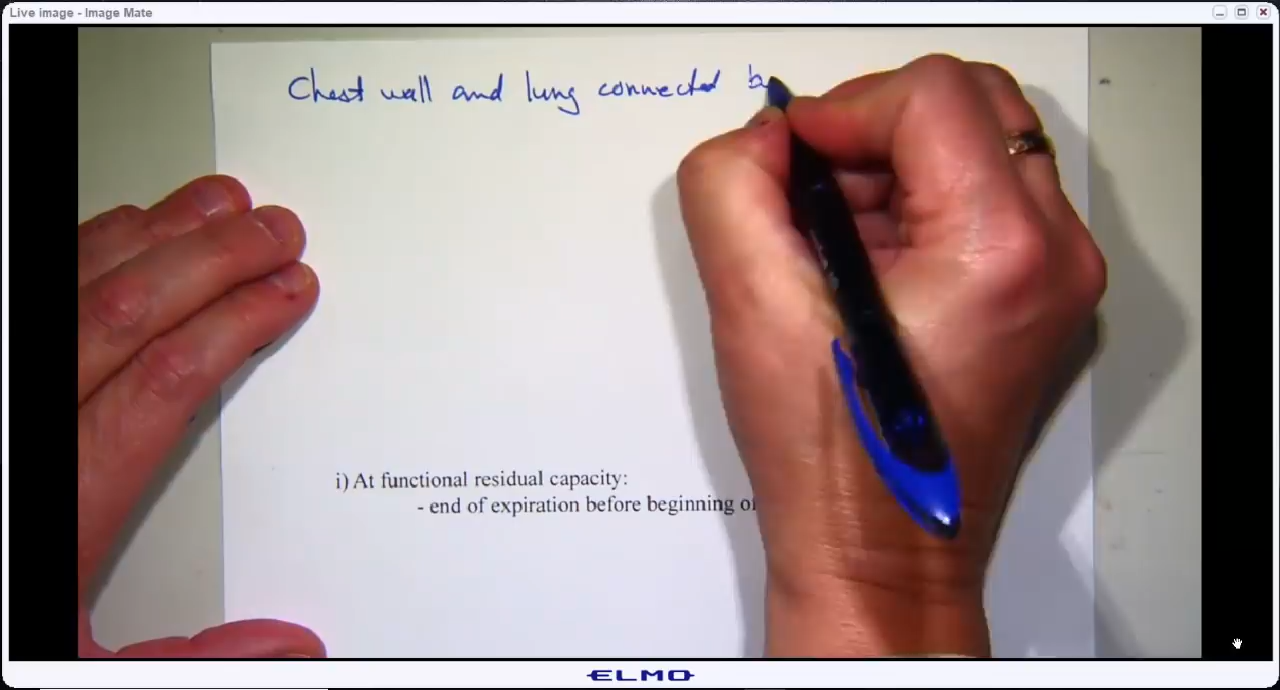 Live image - Image Mate
Chest wall and lung connected
i) At functional residual capacity:
- end of expiration before beginning
ELMO